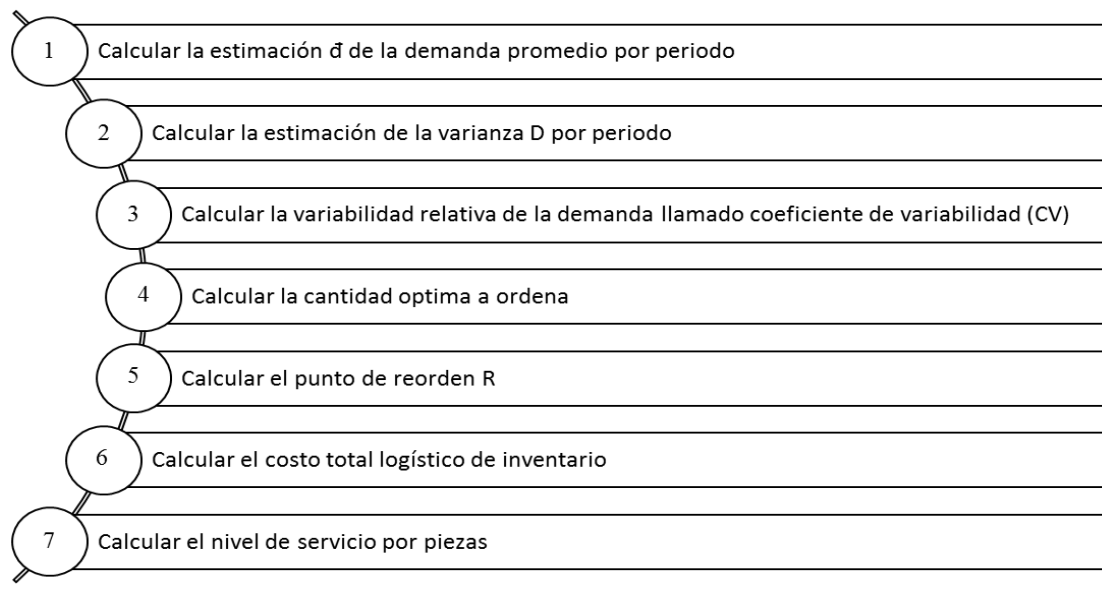 1 Calcular la estimación đ de la demanda promedio por periodo
2 Calcular la estimación de la varianza D por periodo
3 Calcular la variabilidad relativa de la demanda llamado coeficiente de variabilidad (CV)
4 Calcular la cantidad optima a ordena
5 Calcular el punto de reorden R
6 Calcular el costo total logístico de inventario
7 Calcular el nivel de servicio por piezas